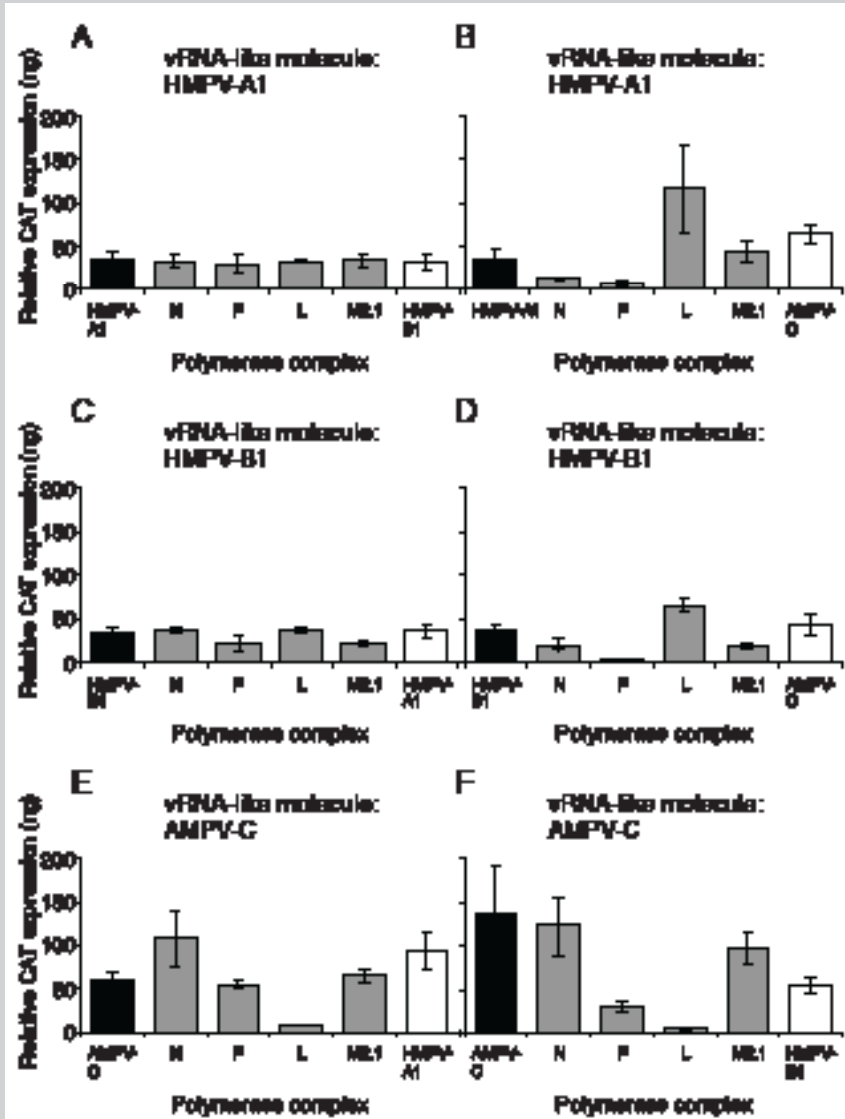 A
vRNA-like molecule:
HMPV-A1
B
vRNA-like molecule:
HMPV-A1
Relative CAT expression (ng)
200
150
100
50
0
HMPV-
A1
N
P
L
M2.1
HMPV-
B1
N
P
L
M2.1
AMPV-
C
Polymerase complex
Polymerase complex
C
vRNA-like molecule:
HMPV-B1
D
vRNA-like molecule:
HMPV-B1
Relative CAT expression (ng)
200
150
100
50
0
HMPV-
N
P
L
M2.1
HMPV-
A1
HMPV-
B1
N
P
L
M2.1
AMPV-
C
Polymerase complex
Polymerase complex
E
vRNA-like molecule:
AMPV-C
F
vRNA-like molecule:
AMPV-C
Relative CAT expression (ng)
200
150
100
50
0
AMPV-
C
N
P
L
M2.1
HMPV-
A1
AMPV-
C
N
P
L
M2.1
HMPV-
Polymerase complex
Polymerase complex